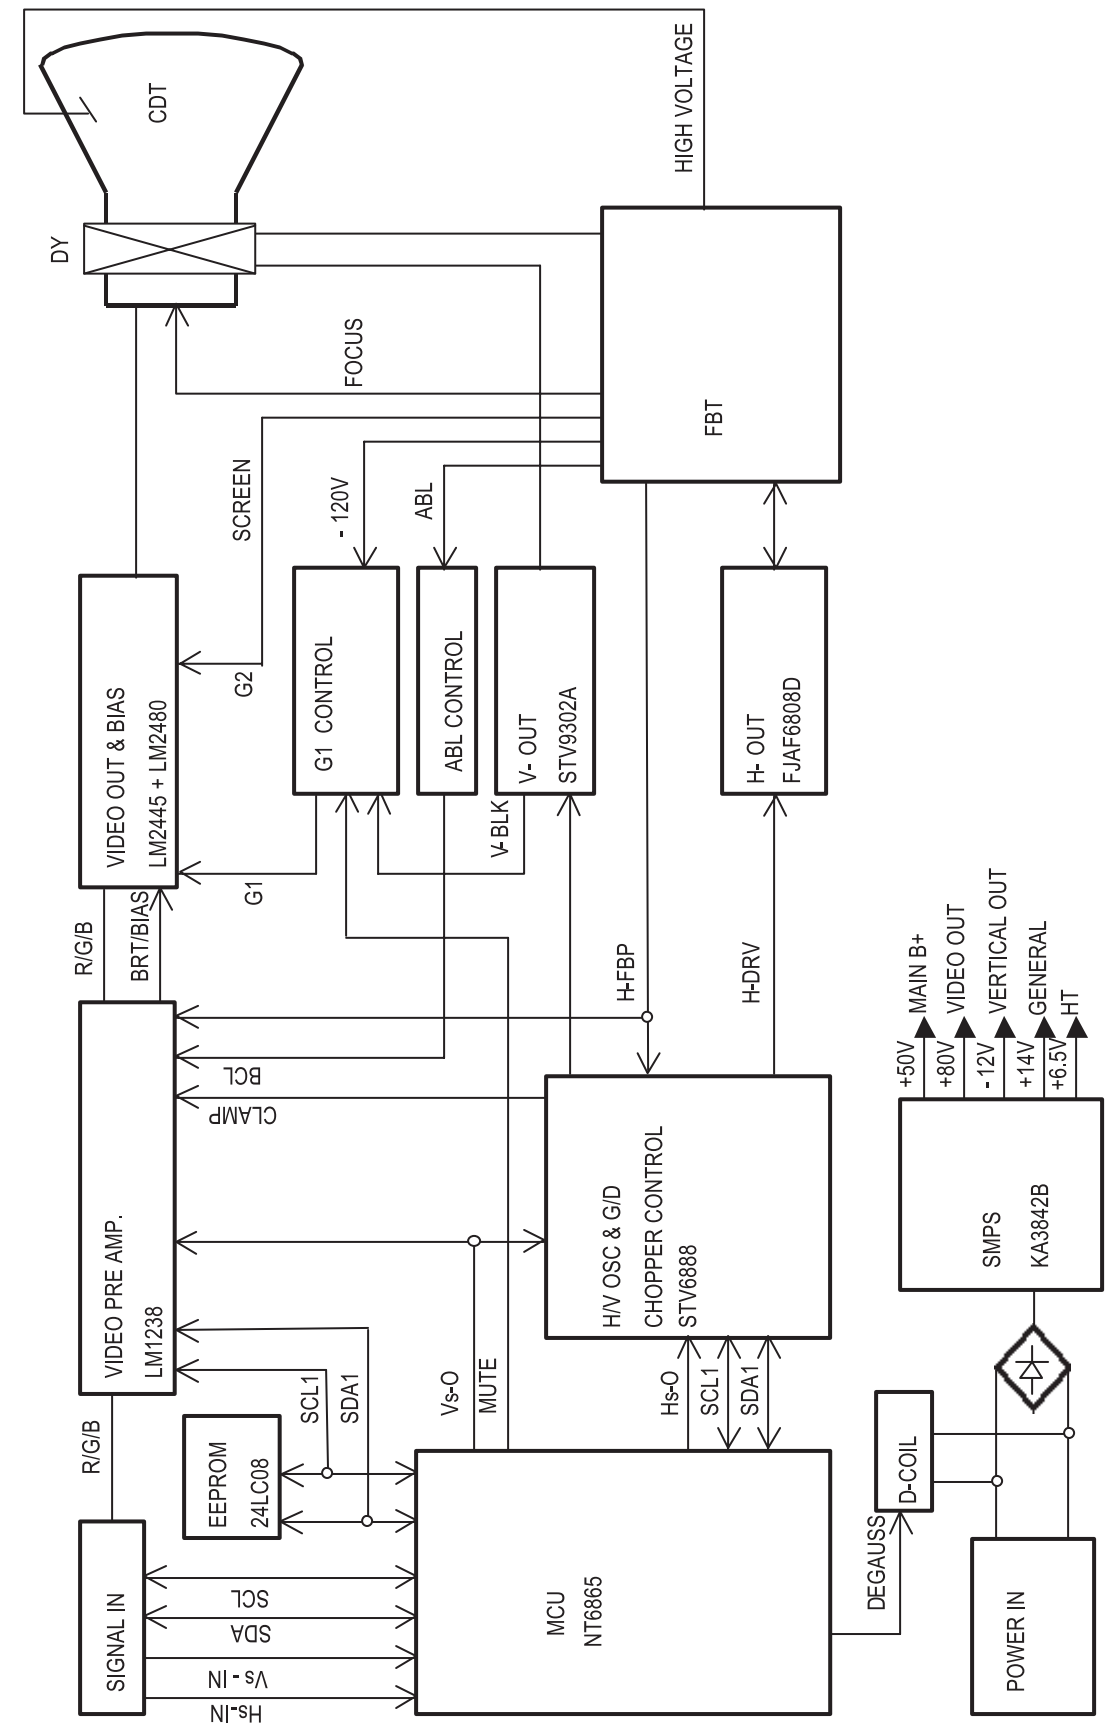 SIGNAL IN
R/G/B
VIDEO PRE AMP.
LM1238
R/G/B
BRT/BIAS
VIDEO OUT & BIAS
LM2445 + LM2480
DY
CDT
Hs-IN
Vs - IN
SDA
SCL
EEPROM
24LC08
SCL1
SDA1
CLAMP
BCL
G1
G2
SCREEN
G1 CONTROL
- 120V
FOCUS
ABL CONTROL
ABL
Vs-O
MUTE
V-BLK
V- OUT
STV9302A
HIGH VOLTAGE
MCU
NT6865
Hs-O
SCL1
SDA1
H/V OSC & G/D
CHOPPER CONTROL
STV6888
H-FBP
H-DRV
H- OUT
FJAF6808D
FBT
DEGAUSS
D-COIL
POWER IN
SMPS
KA3842B
+50V
MAIN B+
+80V
VIDEO OUT
- 12V
VERTICAL OUT
+14V
GENERAL
+6.5V
HT